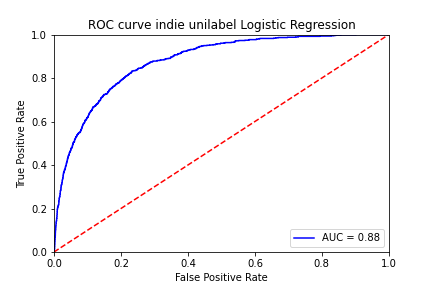 ROC curve indie unilabel Logistic Regression
True Positive Rate
1.0
0.8
0.6
0.4
0.2
0.0
AUC = 0.88
0.0 0.2 0.4 0.6 0.8 1.0
False Positive Rate